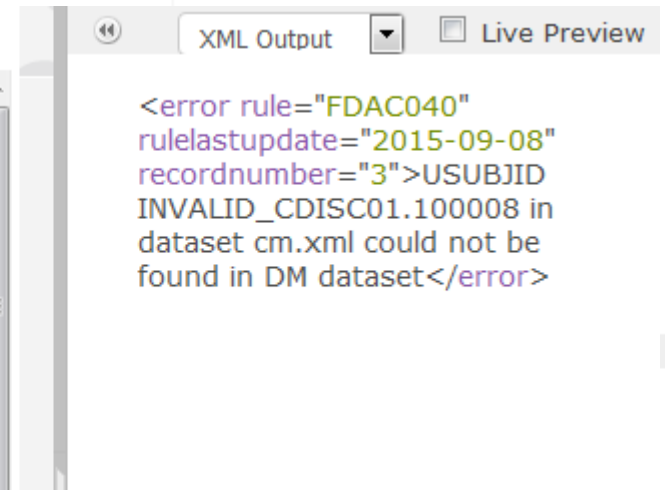 XML Output
Live Preview
<error rule="FDAC040"
rulelastupdate="2015-09-08"
recordnumber="3">USUBJID
INVALID_CDISC01.100008 in
dataset cm.xml could not be
found in DM dataset</error>